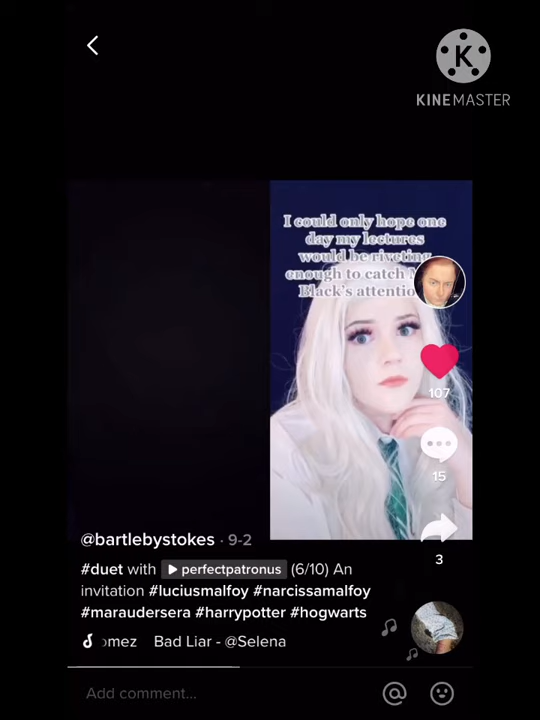 KINEMASTER
I could only hope one
day my lectures
would be riveting
enough to catch
Black's attention
107
15
3
@bartlebystokes · 9-2
#duet with perfectpatronus (6/10) An
invitation #luciusmalfoy #narcissamalfoy
#maraudersera #harrypotter #hogwarts
omez Bad Liar - @Selena
Add comment...